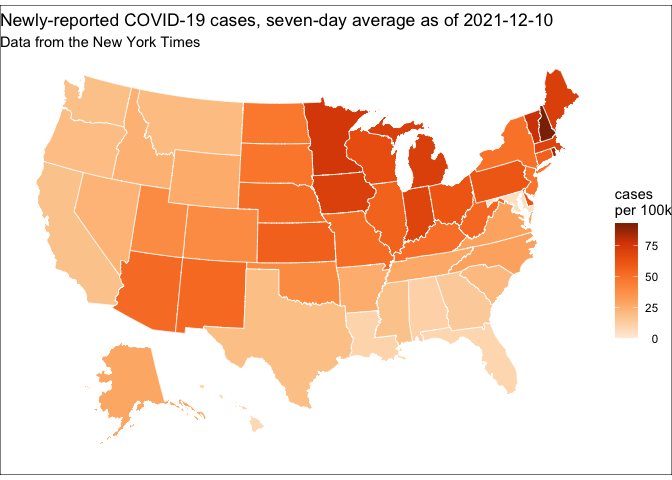 Newly-reported COVID-19 cases, seven-day average as of 2021-12-10
Data from the New York Times
cases
per 100k
75
50
25
0